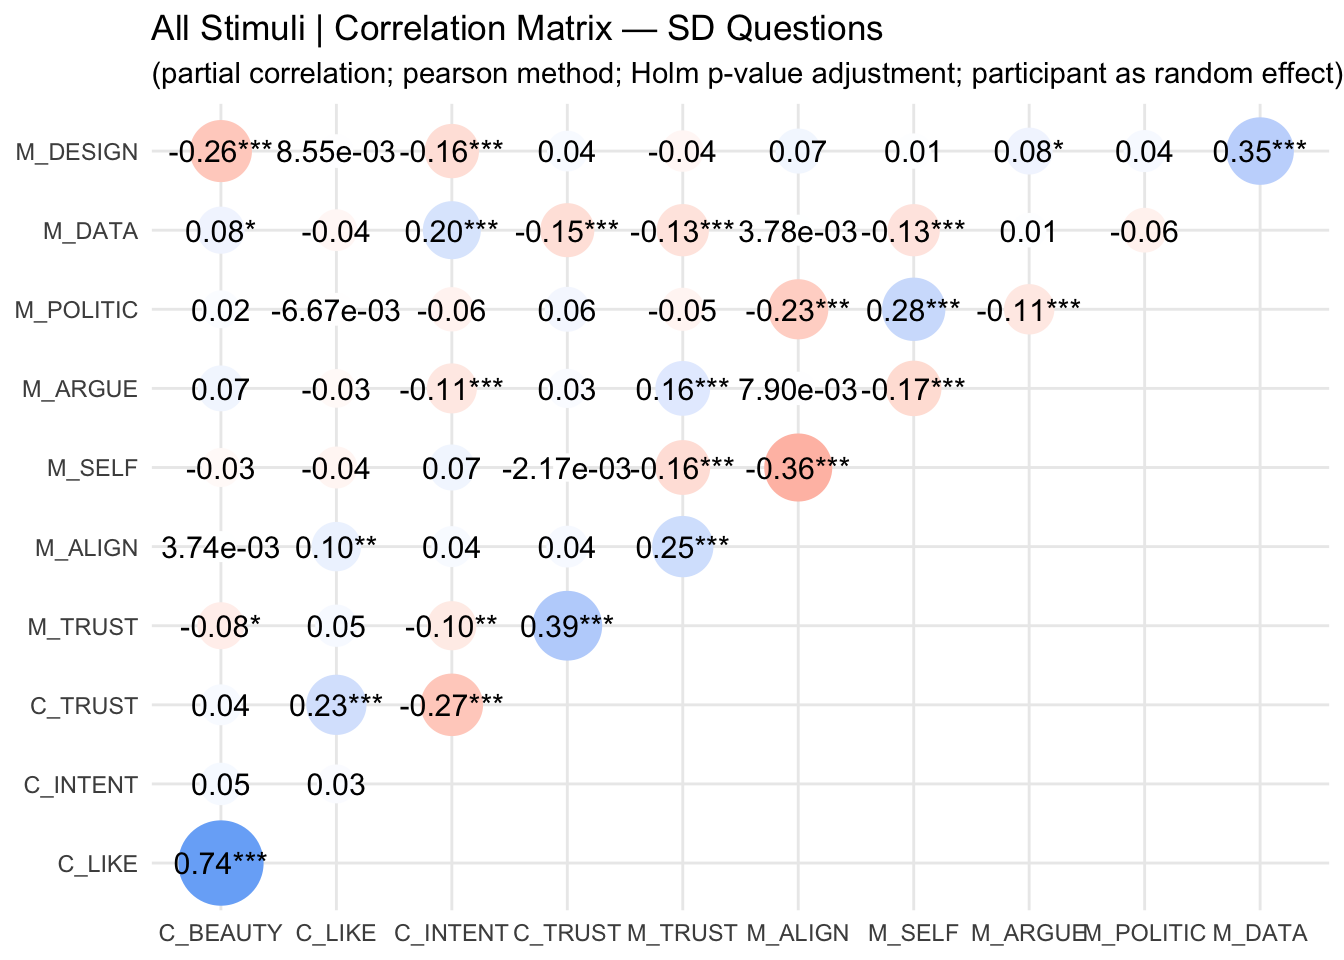 All Stimuli | Correlation Matrix — SD Questions
(partial correlation; pearson method; Holm p-value adjustment; participant as random effect)
M_DESIGN -0.26*** 8.55e-03 -0.16*** 0.04 -0.04 0.07 0.01 0.08* 0.04 0.35***
M_DATA 0.08* -0.04 0.20*** -0.15*** -0.13*** 3.78e-03 -0.13*** 0.01 -0.06
M_POLITIC 0.02 -6.67e-03 -0.06 0.06 -0.05 -0.23*** 0.28*** -0.11***
M_ARGUE 0.07 -0.03 -0.11*** 0.03 0.16*** 7.90e-03 -0.17***
M_SELF -0.03 -0.04 0.07 -2.17e-03 -0.16*** -0.36***
M_ALIGN 3.74e-03 0.10** 0.04 0.04 0.25***
M_TRUST -0.08* 0.05 -0.10** 0.39***
C_TRUST 0.04 0.23*** -0.27***
C_INTENT 0.05 0.03
C_LIKE 0.74***
C_BEAUTY C_LIKE C_INTENT C_TRUST M_TRUST M_ALIGN M_SELF M_ARGUE M_POLITIC M_DATA